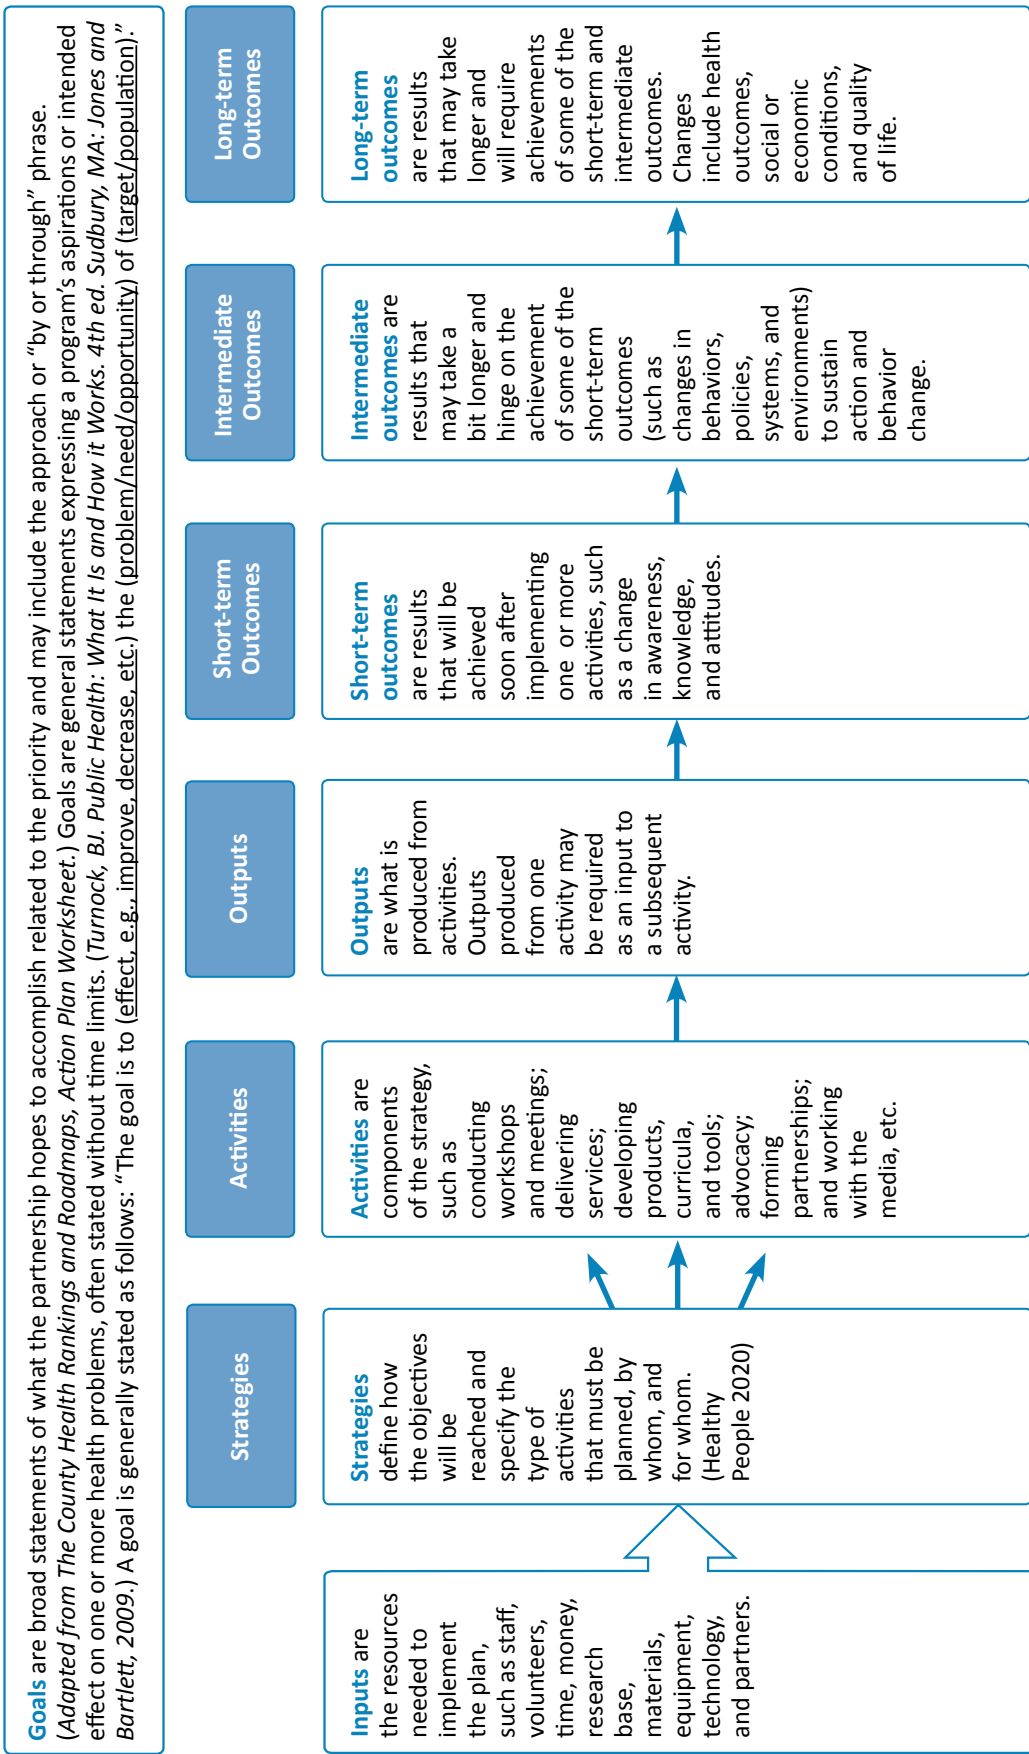 Goals are broad statements of what the partnership hopes to accomplish related to the priority and may include the approach or “by or through” phrase.
(Adapted from The County Health Rankings and Roadmaps, Action Plan Worksheet.) Goals are general statements expressing a program’s aspirations or intended
effect on one or more health problems, often stated without time limits. (Turnock, BJ. Public Health: What It Is and How it Works. 4th ed. Sudbury, MA: Jones and
Bartlett, 2009.) A goal is generally stated as follows: “The goal is to (effect, e.g., improve, decrease, etc.) the (problem/need/opportunity) of (target/population).”
Inputs are
the resources
needed to
implement
the plan,
such as staff,
volunteers,
time, money,
research
base,
materials,
equipment,
technology,
and partners.
Strategies
Strategies
define how
the objectives
will be
reached and
specify the
type of
activities
that must be
planned, by
whom, and
for whom.
(Healthy
People 2020)
Activities
Activities are
components
of the strategy,
such as
conducting
workshops
and meetings;
delivering
services;
developing
products,
curricula,
and tools;
advocacy;
forming
partnerships;
and working
with the
media, etc.
Outputs
Outputs
are what is
produced from
activities.
Outputs
produced
from one
activity may
be required
as an input to
a subsequent
activity.
Short-term
Outcomes
Short-term
outcomes
are results
that will be
achieved
soon after
implementing
one or more
activities, such
as a change
in awareness,
knowledge,
and attitudes.
Intermediate
Outcomes
Intermediate
outcomes are
results that
may take a
bit longer and
hinge on the
achievement
of some of the
short-term
outcomes
(such as
changes in
behaviors,
policies,
systems, and
environments)
to sustain
action and
behavior
change.
Long-term
Outcomes
Long-term
outcomes
are results
that may take
longer and
will require
achievements
of some of the
short-term and
intermediate
outcomes.
Changes
include health
outcomes,
social or
economic
conditions,
and quality
of life.